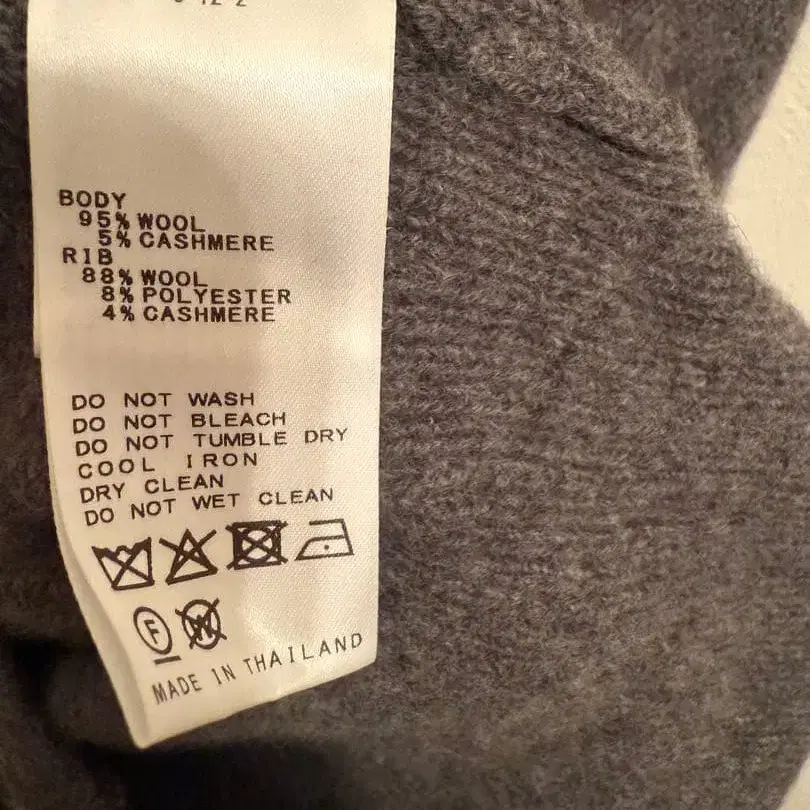 BODY
95% WOOL
5% CASHMERE
RIB
88% WOOL
8% POLYESTER
4% CASHMERE
DO NOT WASH
DO NOT BLEACH
DO NOT TUMBLE DRY
COOL IRON
DRY CLEAN
DO NOT WET CLEAN
F W
MADE IN THAILAND